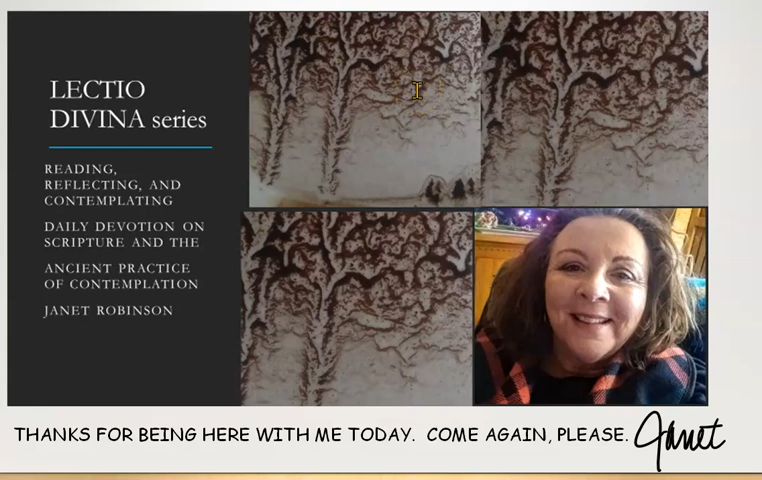 LECTIO
DIVINA series
READING,
REFLECTING, AND
CONTEMPLATING
DAILY DEVOTION ON
SCRIPTURE AND THE
ANCIENT PRACTICE
OF CONTEMPLATION
JANET ROBINSON
THANKS FOR BEING HERE WITH ME TODAY. COME AGAIN, PLEASE. Janet